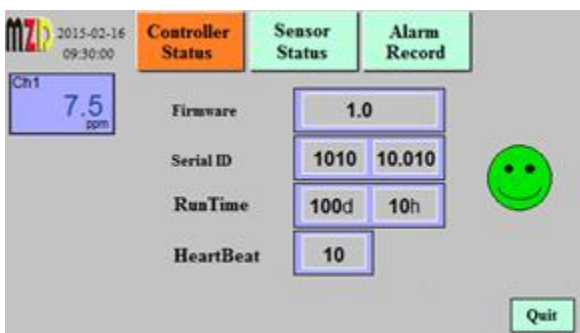 MZD 2015-02-16
09:30:00
Controller
Status
Sensor
Status
Alarm
Record
Ch1
7.5
ppm
Firmware 1.0
Serial ID 1010 10.010
RunTime 100d 10h
HeartBeat 10
Quit